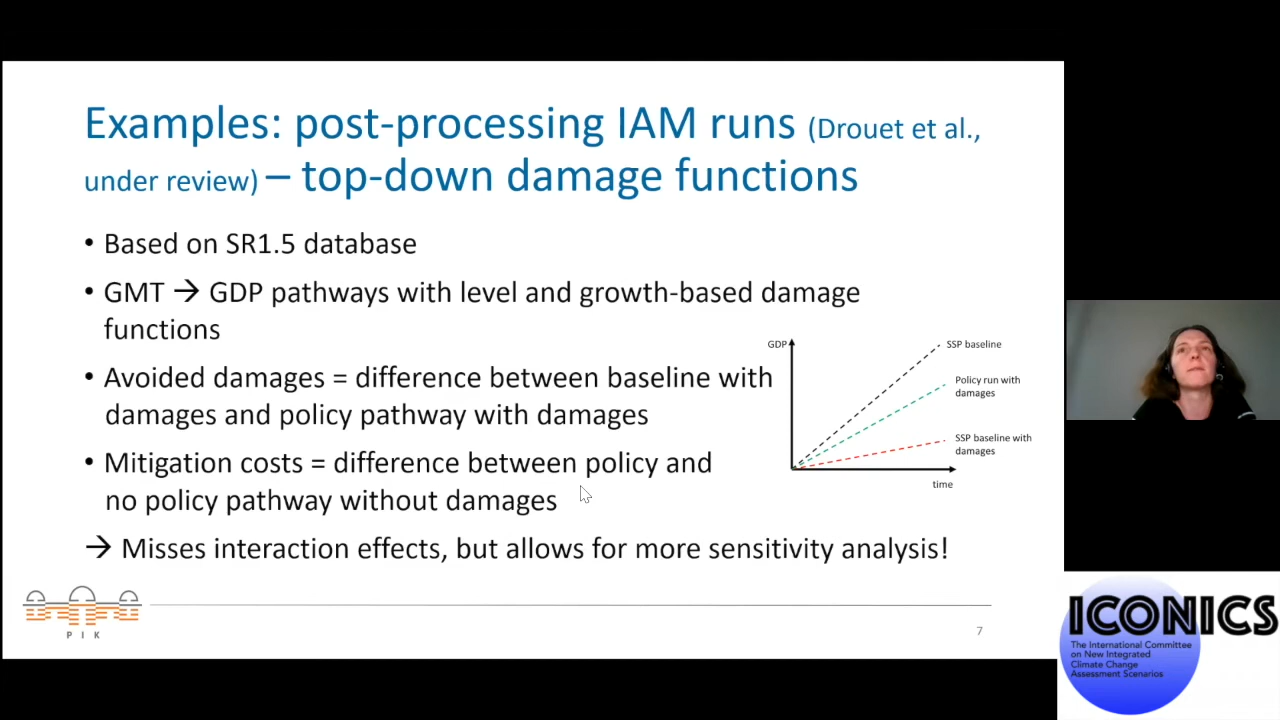 Examples: post-processing IAM runs (Drouet et al.,
under review) – top-down damage functions
• Based on SR1.5 database
• GMT → GDP pathways with level and growth-based damage
functions
• Avoided damages = difference between baseline with
damages and policy pathway with damages
• Mitigation costs = difference between policy and
no policy pathway without damages
→ Misses interaction effects, but allows for more sensitivity analysis!
GDP
SSP baseline
Policy run with
damages
SSP baseline with
damages
time
PIK
7
ICONICS
The International Committee
on New Integrated
Climate Change
Assessment Scenarios